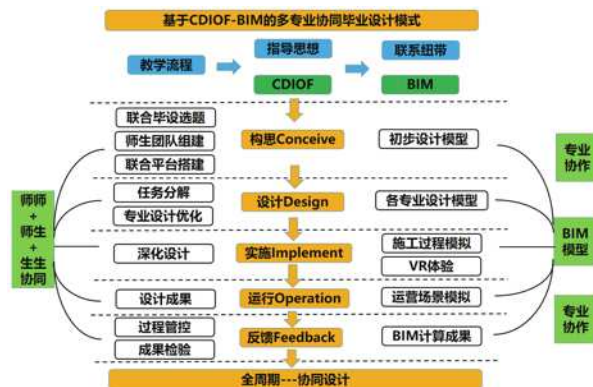 基于CDIOF-BIM的多专业协同毕业设计模式
教学流程
指导思想
联系纽带
CDIOF
BIM
联合毕设选题
师生团队组建
联合平台搭建
构思Conceive
初步设计模型
任务分解
专业设计优化
设计Design
各专业设计模型
深化设计
实施Implement
施工过程模拟
VR体验
设计成果
运行Operation
运营场景模拟
过程管控
成果检验
反馈Feedback
BIM计算成果
师师
+
师生
+
生生
协同
专业
协作
BIM
模型
专业
协作
全周期---协同设计